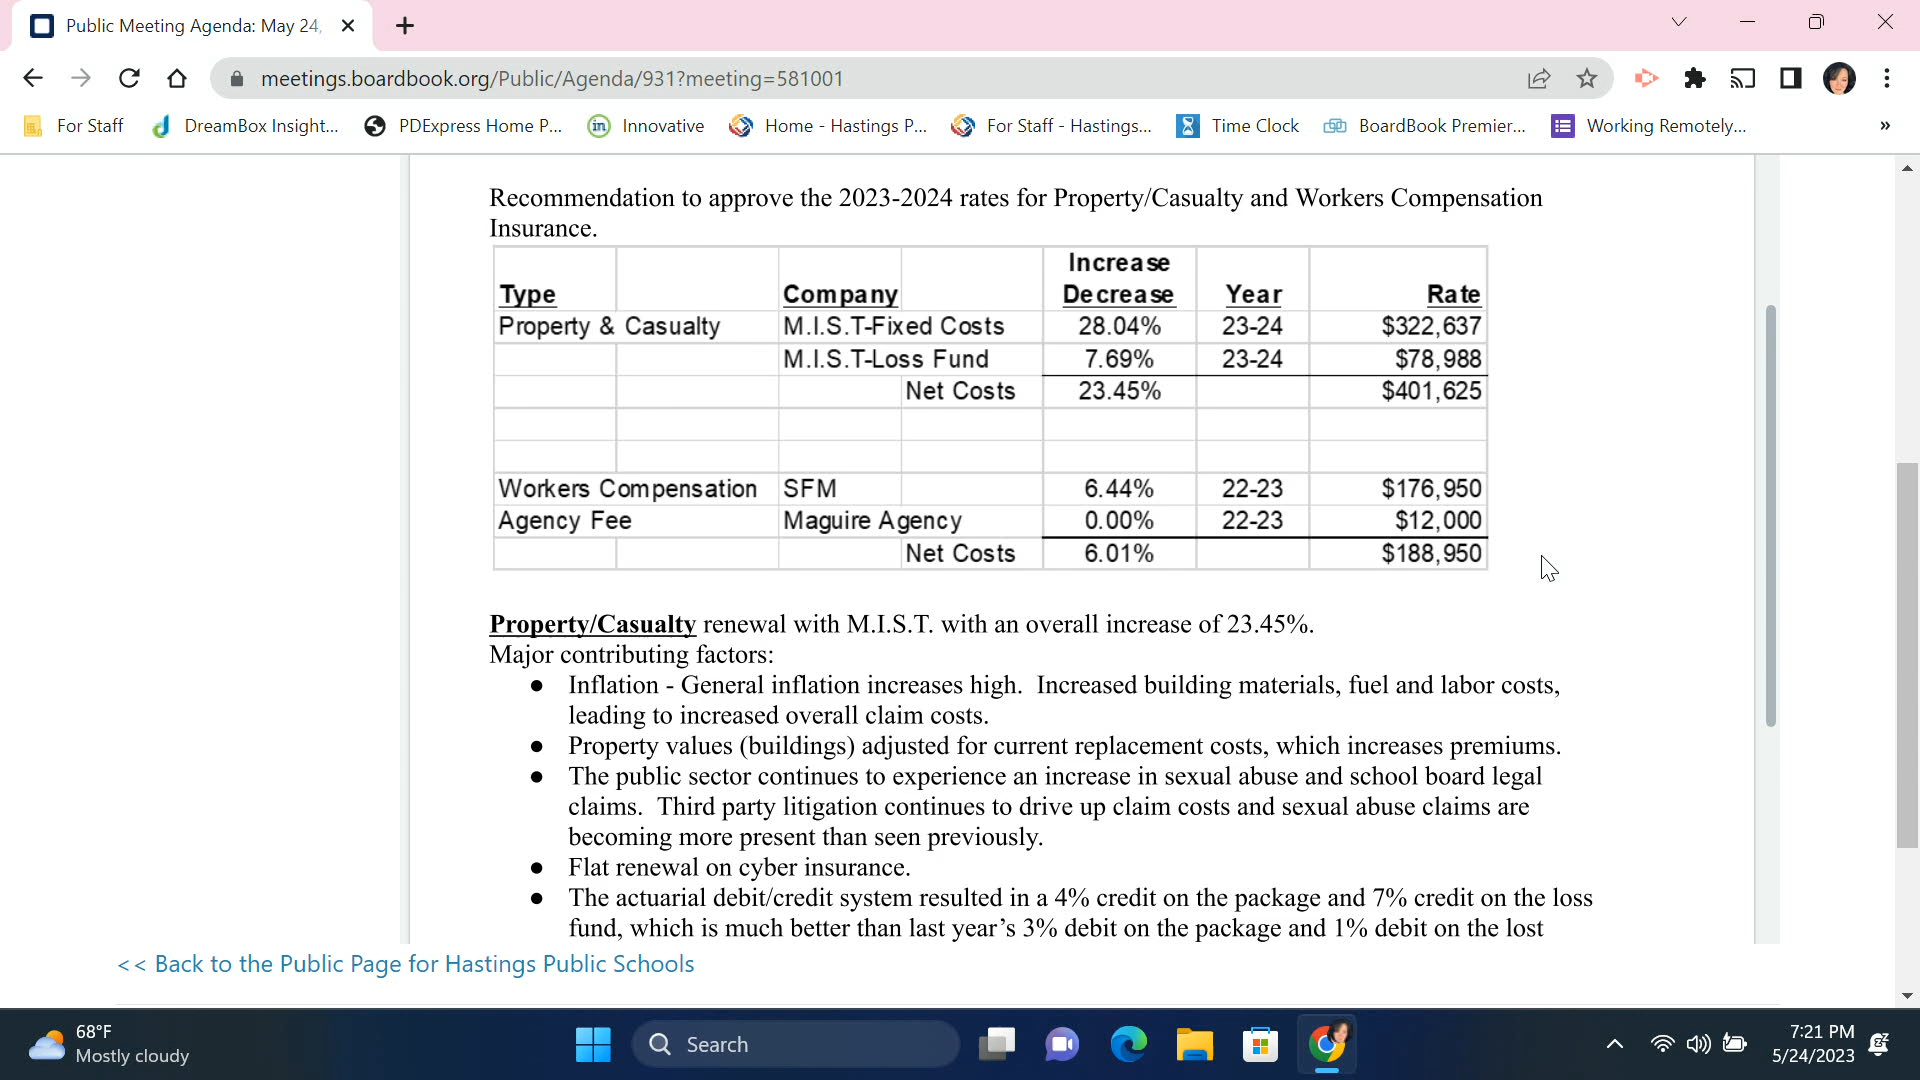 Public Meeting Agenda: May 24,
meetings.boardbook.org/Public/Agenda/931?meeting=581001
For Staff DreamBox Insight... PDExpress Home P... in Innovative Home - Hastings P... For Staff - Hastings... Time Clock BoardBook Premier... Working Remotely... »
Recommendation to approve the 2023-2024 rates for Property/Casualty and Workers Compensation
Insurance.
Increase
Type Company Decrease Year Rate
Property & Casualty M.I.S.T-Fixed Costs 28.04% 23-24 $322,637
M.I.S.T-Loss Fund 7.69% 23-24 $78,988
Net Costs 23.45% $401,625
Workers Compensation SFM 6.44% 22-23 $176,950
Agency Fee Maguire Agency 0.00% 22-23 $12,000
Net Costs 6.01% $188,950
Property/Casualty renewal with M.I.S.T. with an overall increase of 23.45%.
Major contributing factors:
● Inflation - General inflation increases high. Increased building materials, fuel and labor costs,
leading to increased overall claim costs.
● Property values (buildings) adjusted for current replacement costs, which increases premiums.
● The public sector continues to experience an increase in sexual abuse and school board legal
claims. Third party litigation continues to drive up claim costs and sexual abuse claims are
becoming more present than seen previously.
● Flat renewal on cyber insurance.
● The actuarial debit/credit system resulted in a 4% credit on the package and 7% credit on the loss
fund, which is much better than last year’s 3% debit on the package and 1% debit on the lost
<< Back to the Public Page for Hastings Public Schools
68°F
Mostly cloudy
Search
7:21 PM
5/24/2023